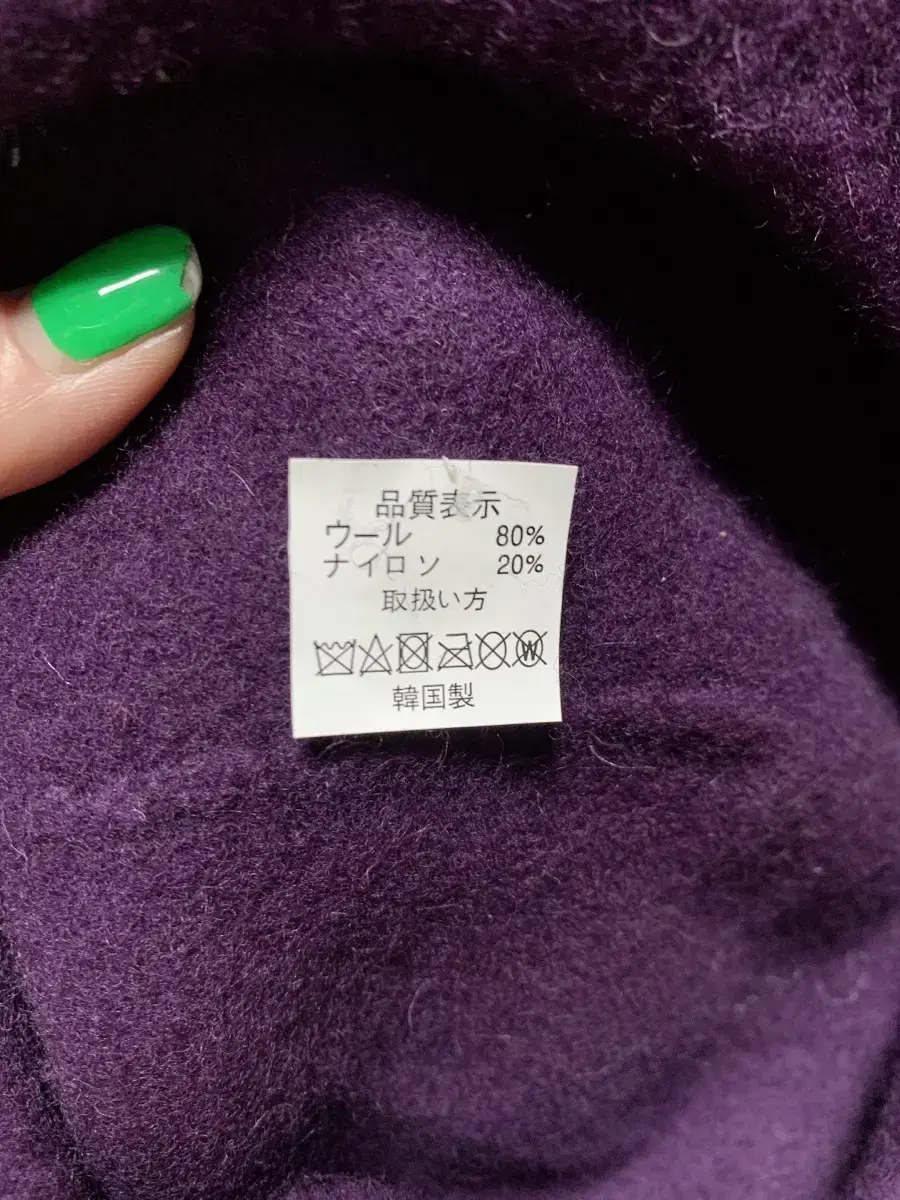 品質表示
ウール 80%
ナイロソ 20%
取扱い方
W
韓国製